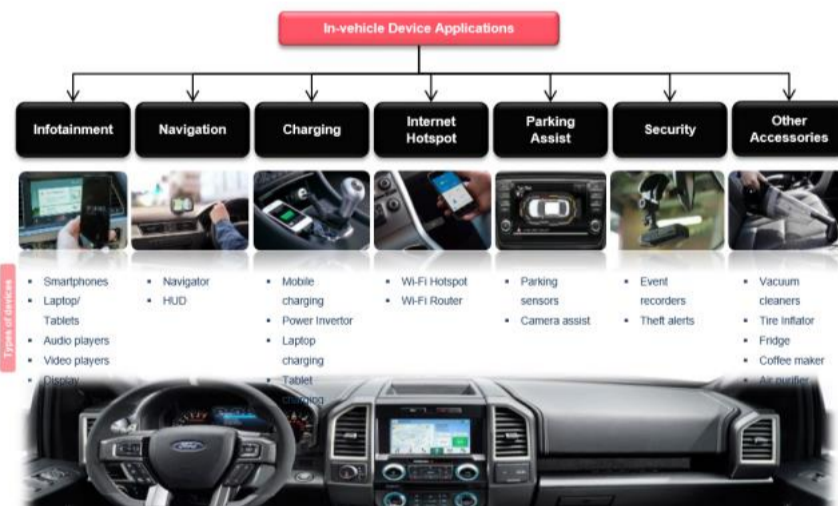 In-vehicle Device Applications
Infotainment
Navigation
Charging
Internet
Hotspot
Parking
Assist
Security
Other
Accessories
Types of devices
▪ Smartphones
▪ Laptop/
Tablets
▪ Audio players
▪ Video players
▪ Display
▪ Navigator
▪ HUD
▪ Mobile
charging
▪ Power Invertor
▪ Laptop
charging
▪ Tablet
charging
▪ Wi-Fi Hotspot
▪ Wi-Fi Router
▪ Parking
sensors
▪ Camera assist
▪ Event
recorders
▪ Theft alerts
▪ Vacuum
cleaners
▪ Tire Inflator
▪ Fridge
▪ Coffee maker
▪ Air purifier
Ford